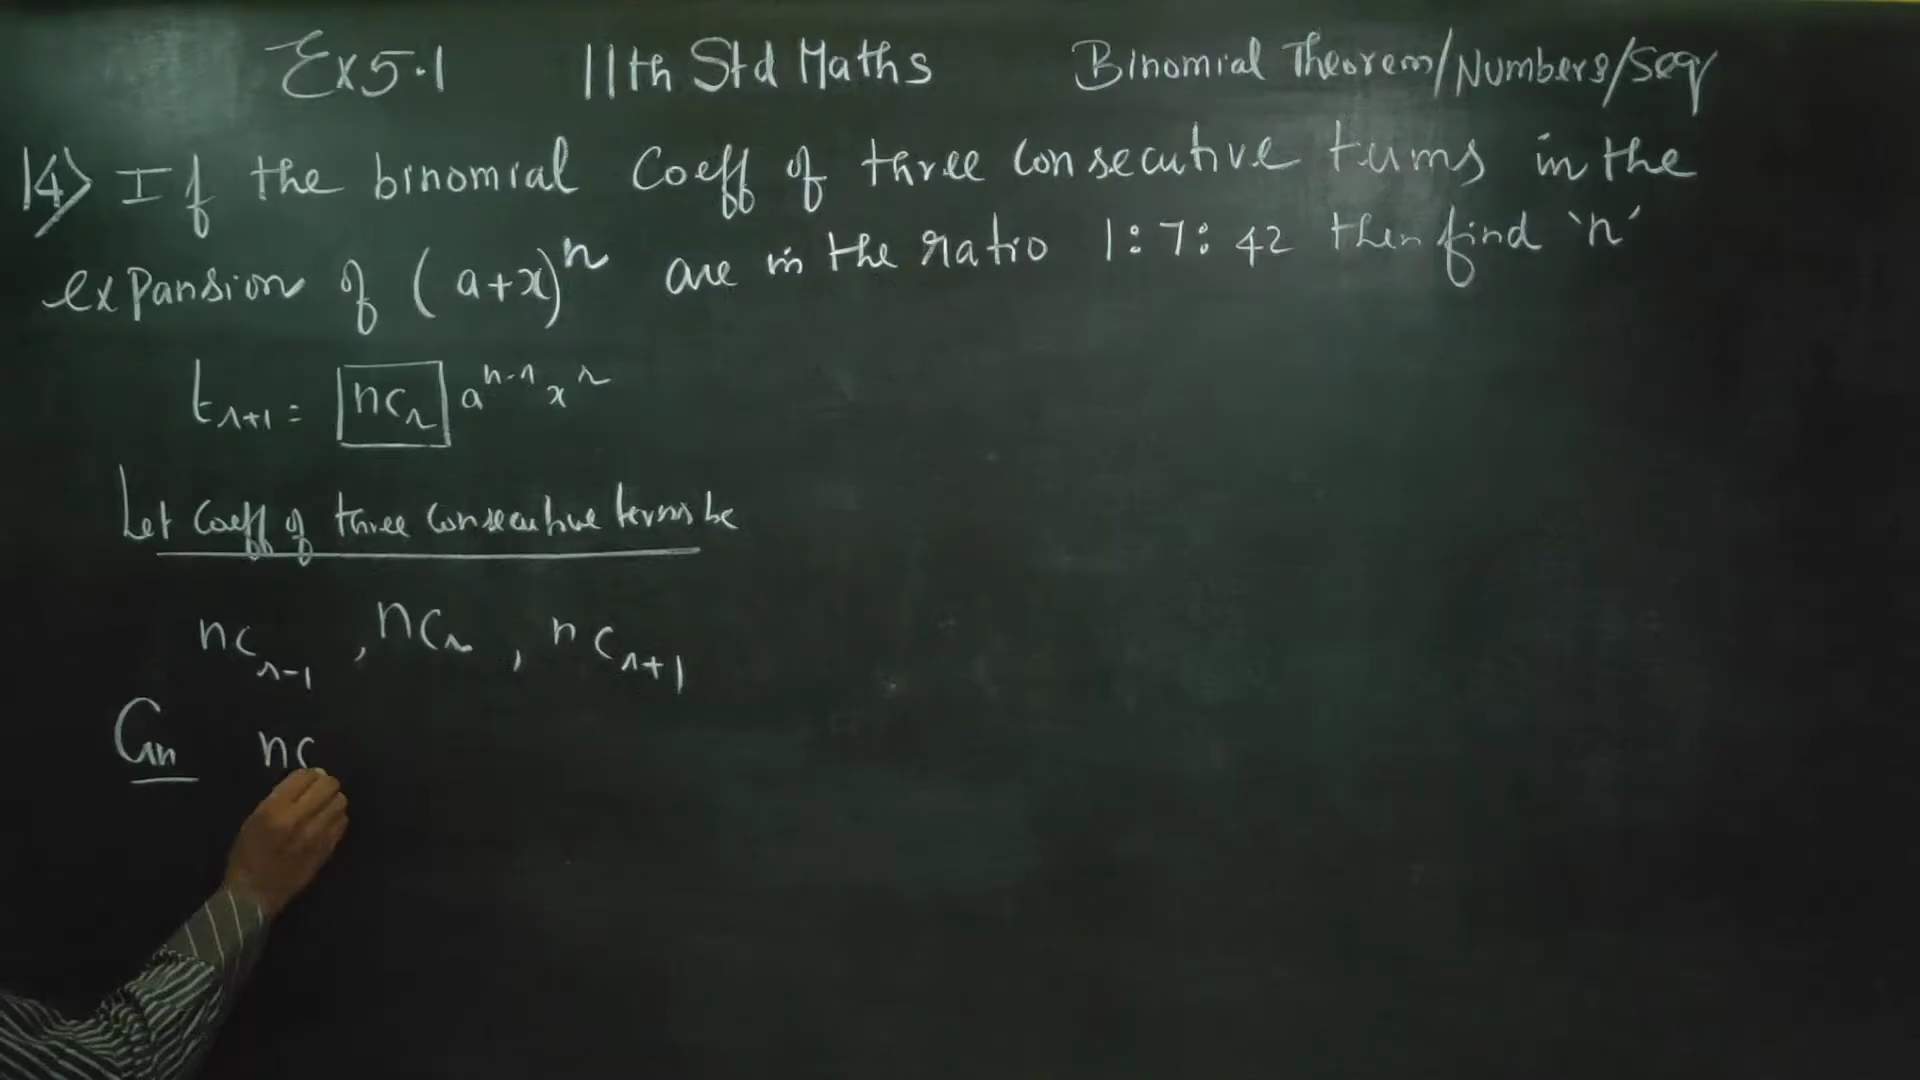 Ex 5.1 11th Std Maths Binomial Theorem/Numbers/Seq
14) If the binomial Coeff of three consecutive terms in the
expansion of (a+x)^n are in the ratio 1:7:42 then find 'n'
t_{r+1} = nC_r a^{n-r} x^r
Let Coeff of three consecutive terms be
nC_{r-1}, nC_r, nC_{r+1}
Gn nC